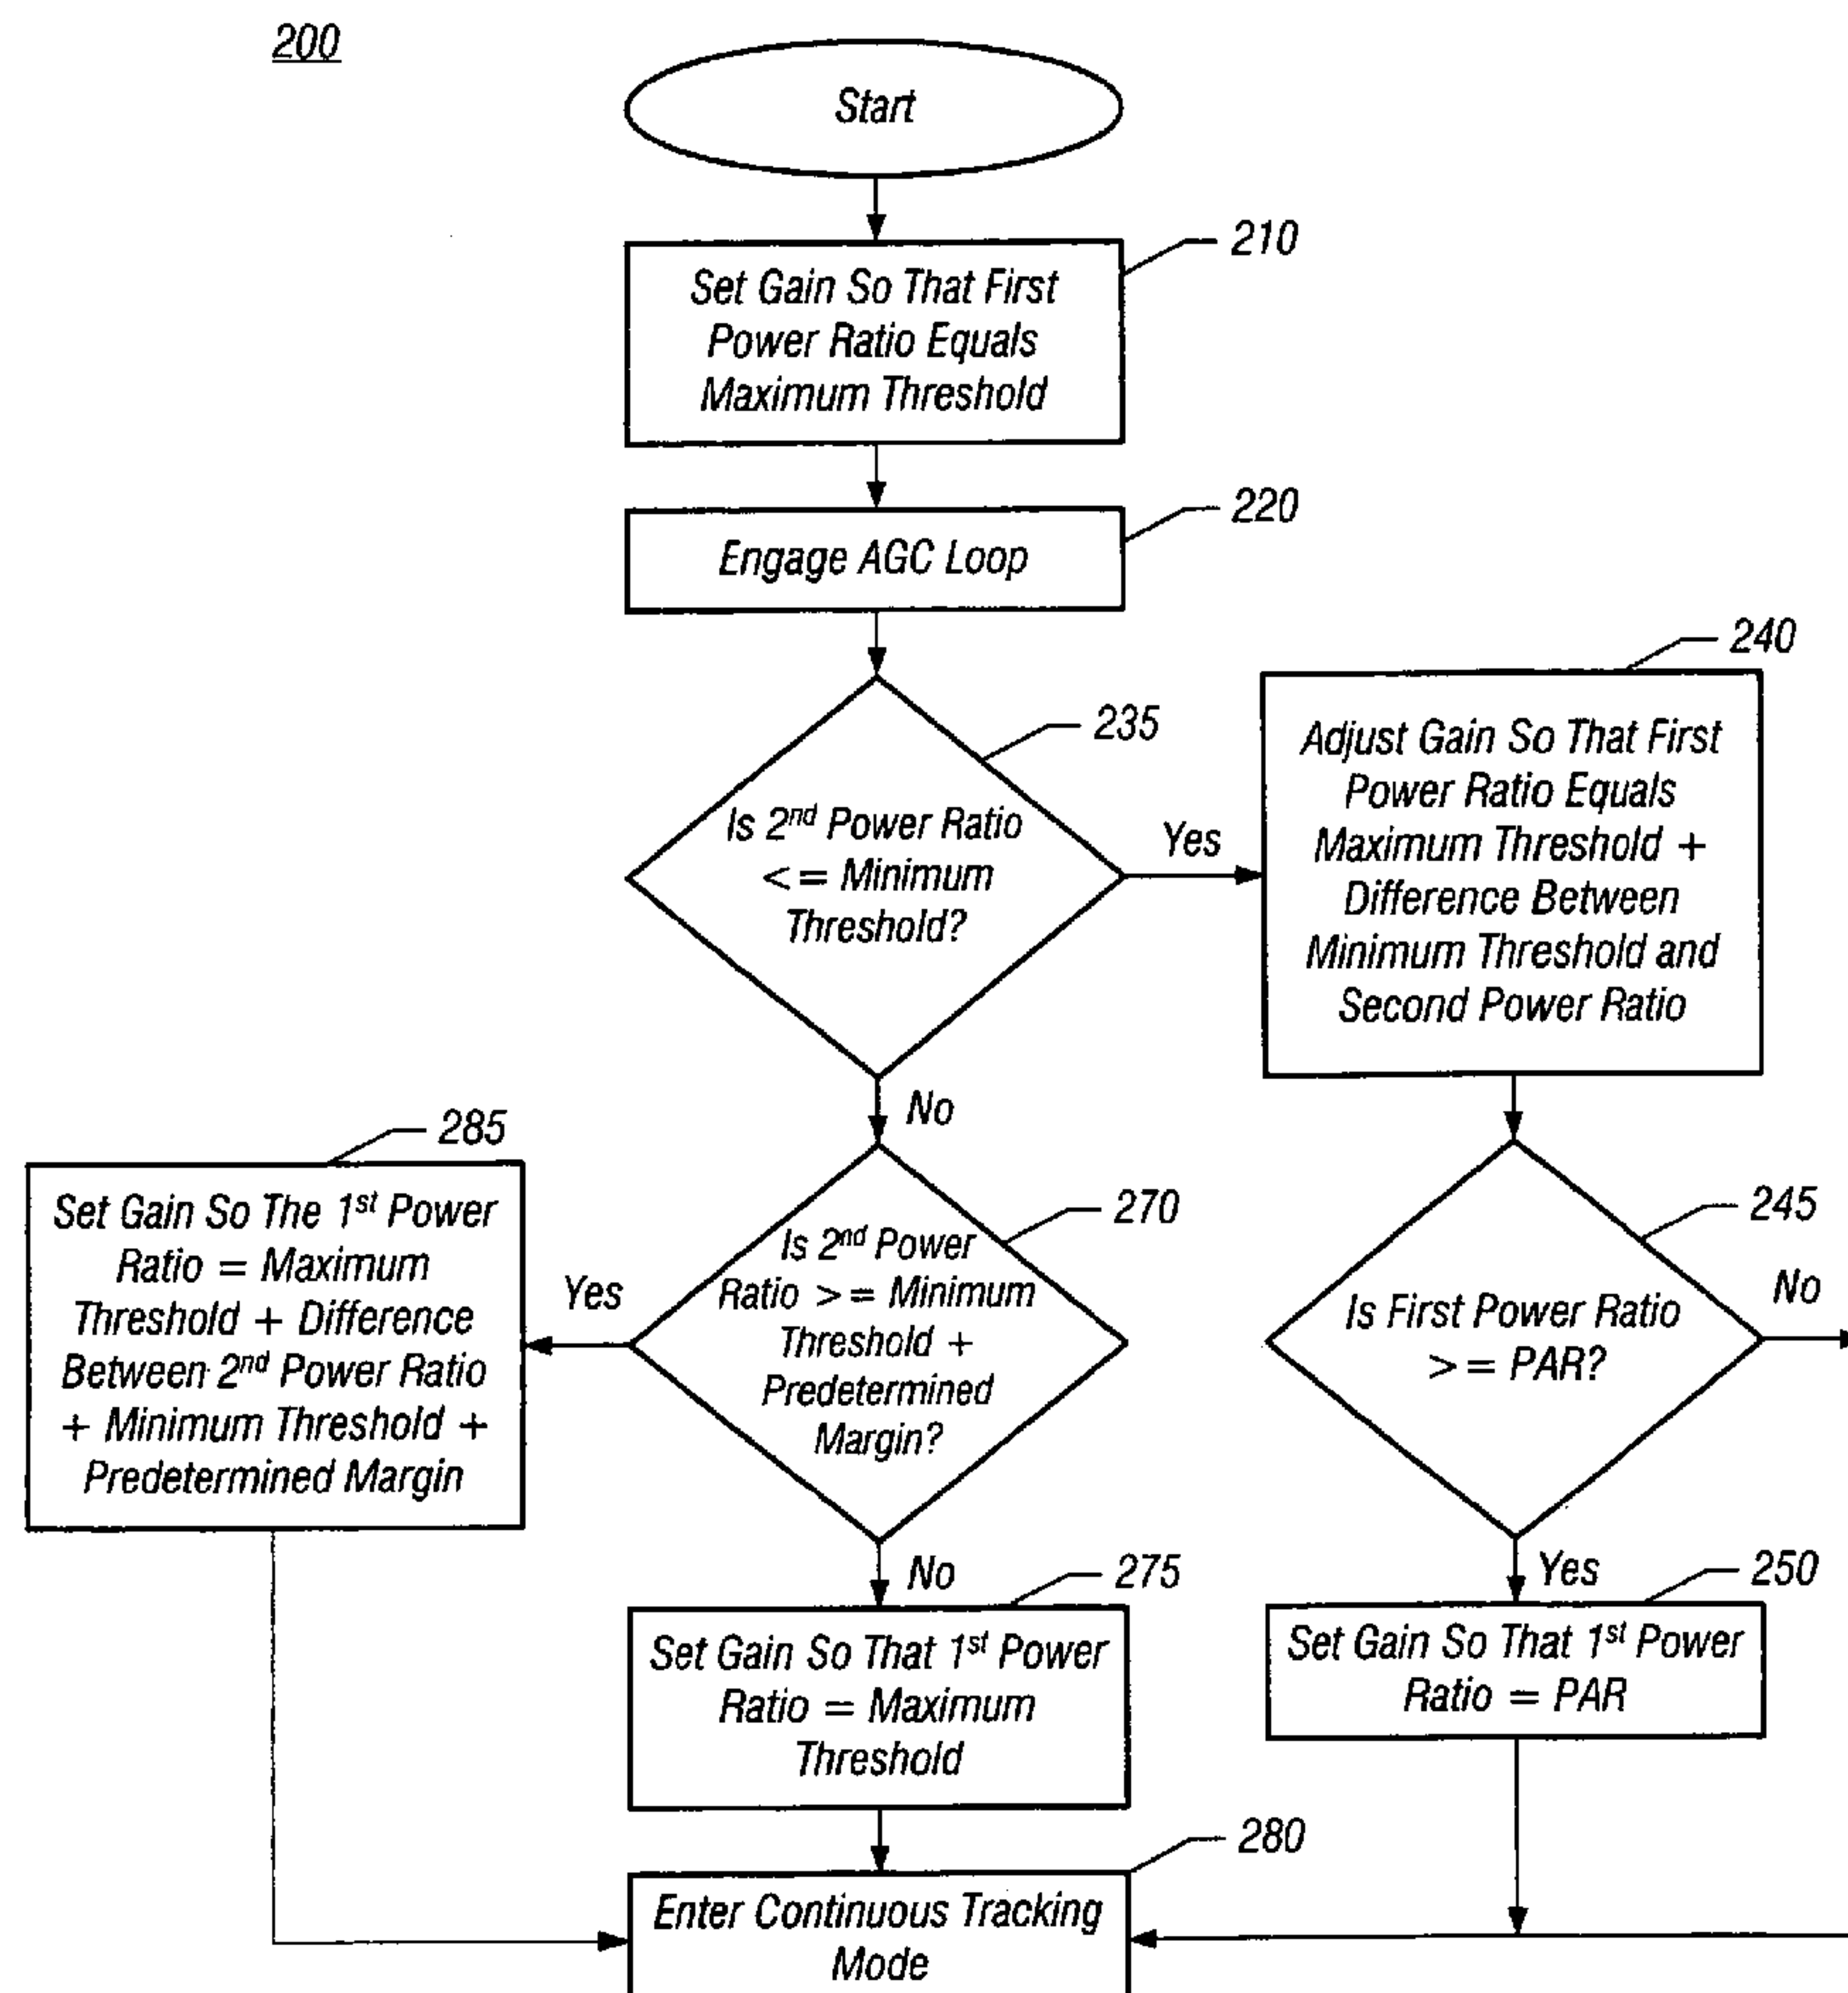 200
Start
210
Set Gain So That First
Power Ratio Equals
Maximum Threshold
220
Engage AGC Loop
235
Is 2nd Power Ratio
<= Minimum
Threshold?
Yes
240
Adjust Gain So That First
Power Ratio Equals
Maximum Threshold +
Difference Between
Minimum Threshold and
Second Power Ratio
No
285
Set Gain So The 1st Power
Ratio = Maximum
Threshold + Difference
Between 2nd Power Ratio
+ Minimum Threshold +
Predetermined Margin
Yes
270
Is 2nd Power
Ratio >= Minimum
Threshold +
Predetermined
Margin?
245
Is First Power Ratio
>= PAR?
No
No
275
Set Gain So That 1st Power
Ratio = Maximum
Threshold
Yes
250
Set Gain So That 1st Power
Ratio = PAR
280
Enter Continuous Tracking
Mode